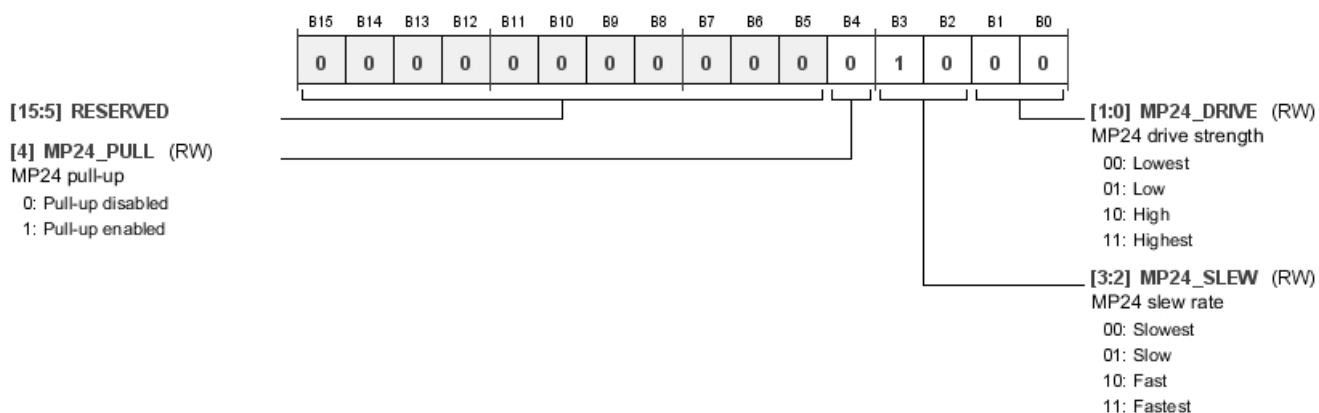 B15 B14 B13 B12 B11 B10 B9 B8 B7 B6 B5 B4 B3 B2 B1 B0
0 0 0 0 0 0 0 0 0 0 0 0 1 0 0 0
[15:5] RESERVED
[4] MP24_PULL (RW)
MP24 pull-up
0: Pull-up disabled
1: Pull-up enabled
[1:0] MP24_DRIVE (RW)
MP24 drive strength
00: Lowest
01: Low
10: High
11: Highest
[3:2] MP24_SLEW (RW)
MP24 slew rate
00: Slowest
01: Slow
10: Fast
11: Fastest